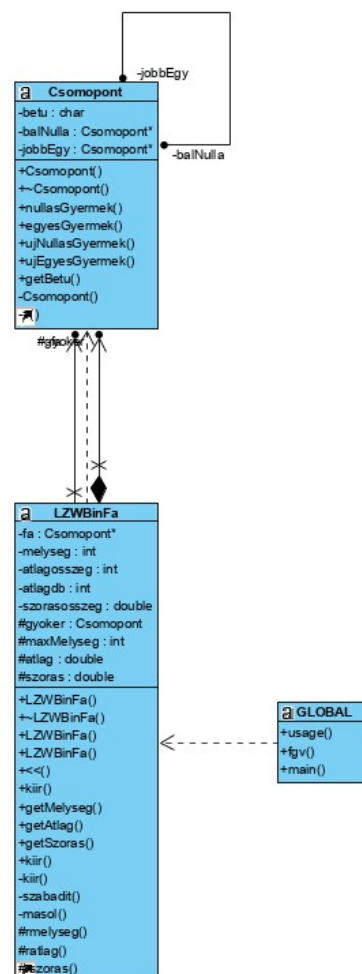 Csomopont
-jobbEgy
-betu : char
-balNulla : Csomopont*
-jobbEgy : Csomopont*
-balNulla
+Csomopont()
+~Csomopont()
+nullasGyermek()
+egyesGyermek()
+ujNullasGyermek()
+ujEgyesGyermek()
+getBetu()
-Csomopont()
LZWBinFa
-fa : Csomopont*
-melyseg : int
-atlagosszeg : int
-atlagdb : int
-szorasosszeg : double
#gyoker : Csomopont
#maxMelyseg : int
#atlag : double
#szoras : double
+LZWBinFa()
+~LZWBinFa()
+LZWBinFa()
+LZWBinFa()
+<<()
+kiir()
+getMelyseg()
+getAtlag()
+getSzoras()
+kiir()
-kiir()
-szabadit()
-masol()
#rmelyseg()
#ratlag()
GLOBAL
+usage()
+fgv()
+main()